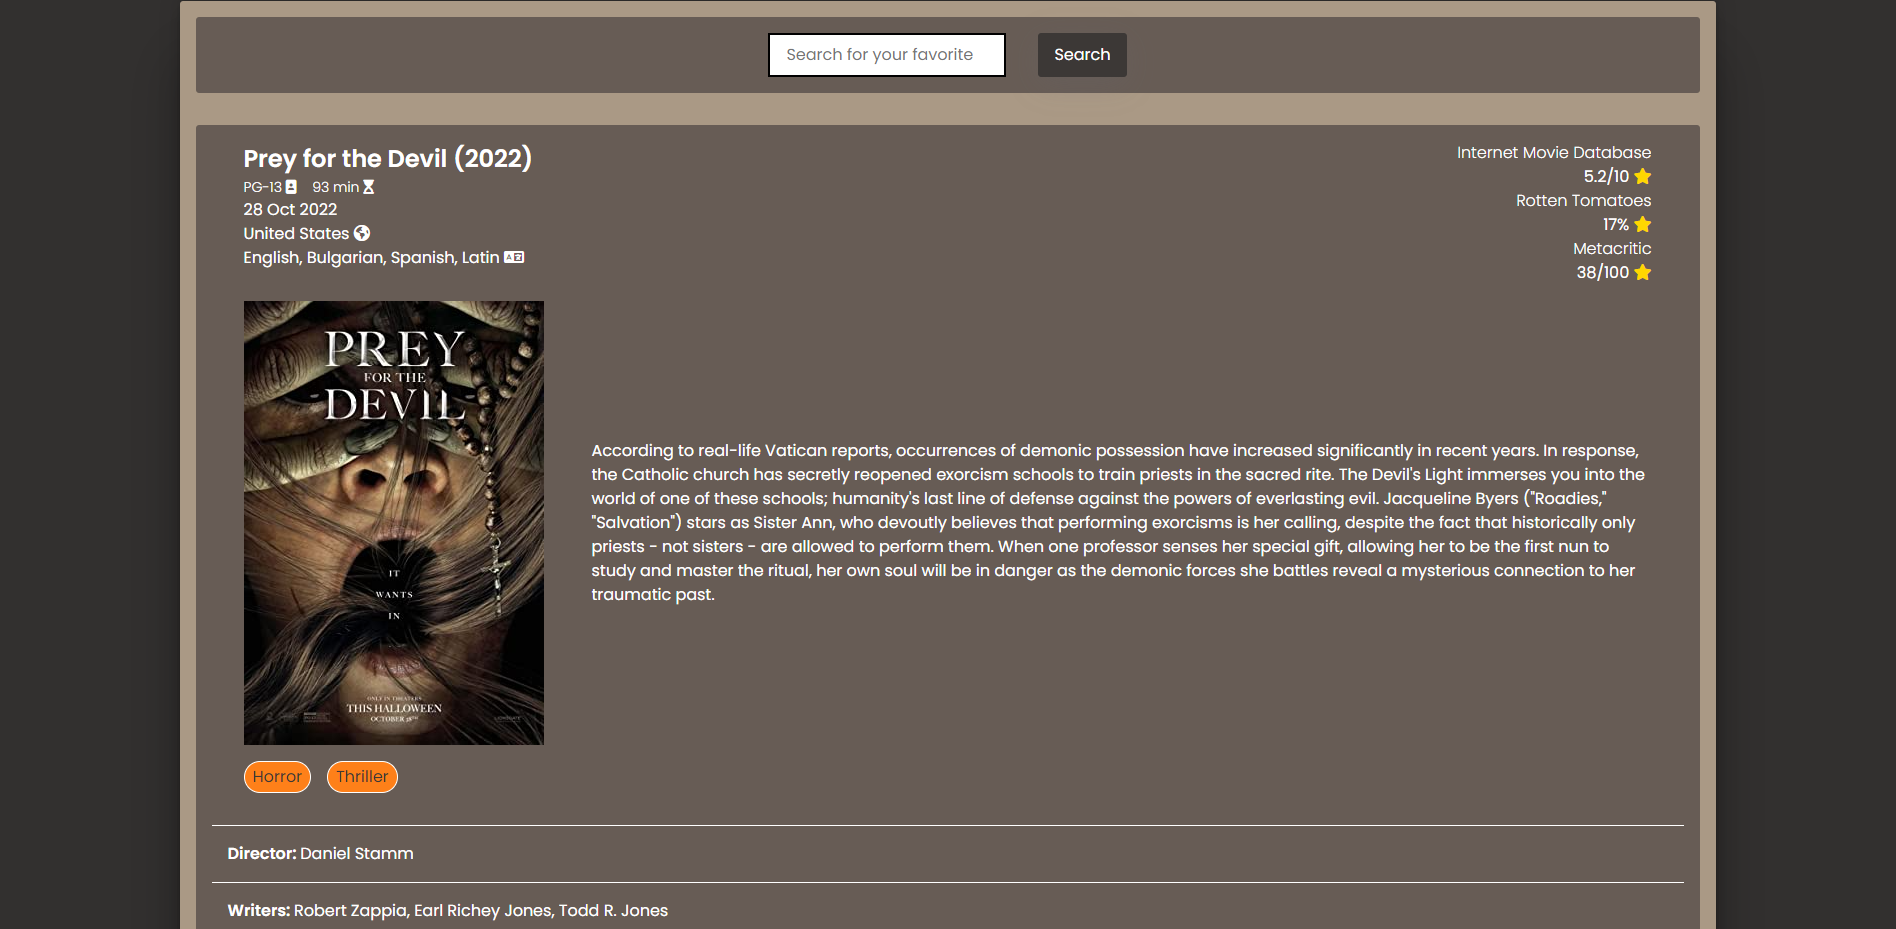 Search for your favorite
Search
Prey for the Devil (2022)
PG-13 93 min
28 Oct 2022
United States
English, Bulgarian, Spanish, Latin
Internet Movie Database
5.2/10
Rotten Tomatoes
17%
Metacritic
38/100
PREY
FOR THE
DEVIL
IT
WANTS
IN
ONLY IN THEATERS
THIS HALLOWEEN
OCTOBER 28TH
LIONSGATE
According to real-life Vatican reports, occurrences of demonic possession have increased significantly in recent years. In response,
the Catholic church has secretly reopened exorcism schools to train priests in the sacred rite. The Devil's Light immerses you into the
world of one of these schools; humanity's last line of defense against the powers of everlasting evil. Jacqueline Byers ("Roadies,"
"Salvation") stars as Sister Ann, who devoutly believes that performing exorcisms is her calling, despite the fact that historically only
priests - not sisters - are allowed to perform them. When one professor senses her special gift, allowing her to be the first nun to
study and master the ritual, her own soul will be in danger as the demonic forces she battles reveal a mysterious connection to her
traumatic past.
Horror Thriller
Director: Daniel Stamm
Writers: Robert Zappia, Earl Richey Jones, Todd R. Jones